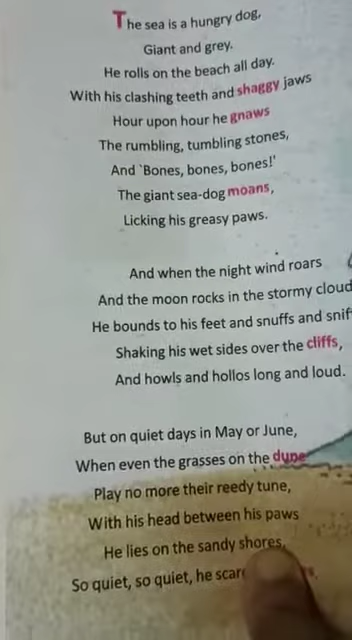 The sea is a hungry dog,
Giant and grey.
He rolls on the beach all day.
With his clashing teeth and shaggy jaws
Hour upon hour he gnaws
The rumbling, tumbling stones,
And `Bones, bones, bones!'
The giant sea-dog moans,
Licking his greasy paws.
And when the night wind roars
And the moon rocks in the stormy cloud
He bounds to his feet and snuffs and snif
Shaking his wet sides over the cliffs,
And howls and hollos long and loud.
But on quiet days in May or June,
When even the grasses on the dune
Play no more their reedy tune,
With his head between his paws
He lies on the sandy shores,
So quiet, so quiet, he